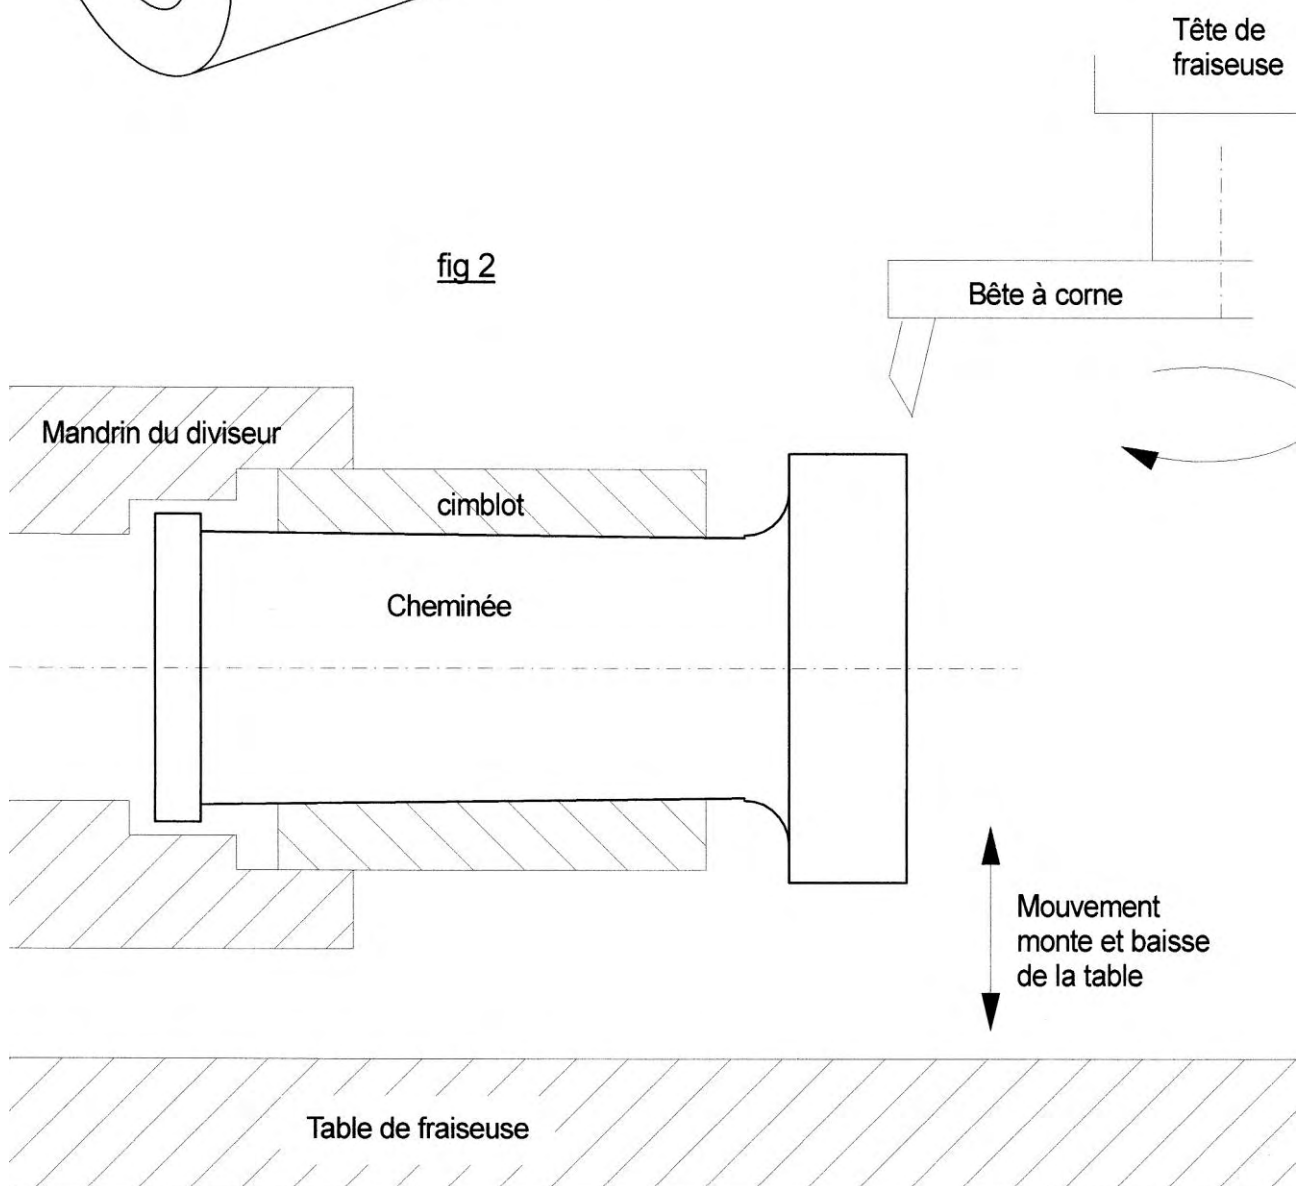 Tête de
fraiseuse
fig 2
Bête à corne
Mandrin du diviseur
cimblot
Cheminée
Mouvement
monte et baisse
de la table
Table de fraiseuse